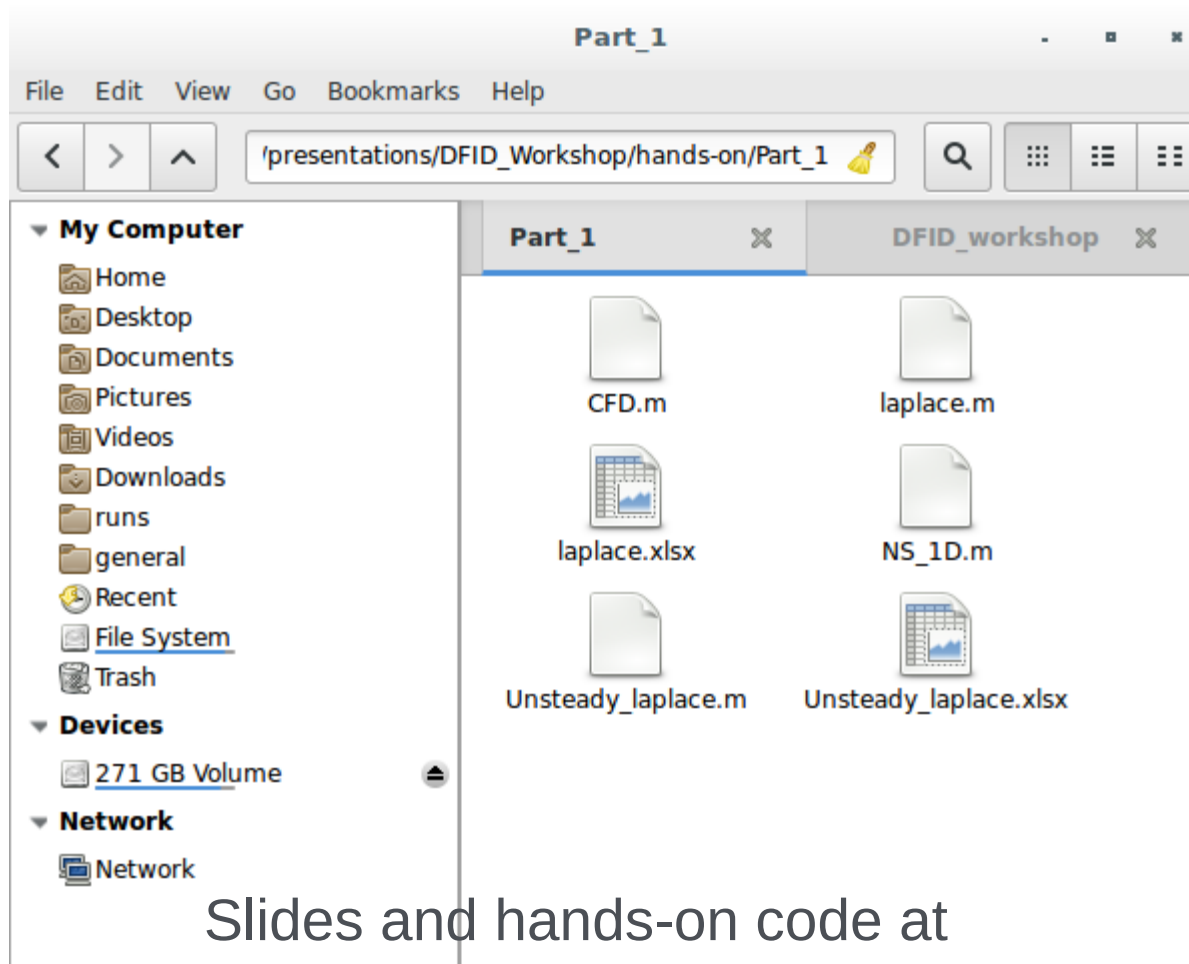 Part_1
File Edit View Go Bookmarks Help
/presentations/DFID_Workshop/hands-on/Part_1
My Computer
Home
Desktop
Documents
Pictures
Videos
Downloads
runs
general
Recent
File System
Trash
Devices
271 GB Volume
Network
Network
Part_1 DFID_workshop
CFD.m laplace.m
laplace.xlsx NS_1D.m
Unsteady_laplace.m Unsteady_laplace.xlsx
Slides and hands-on code at